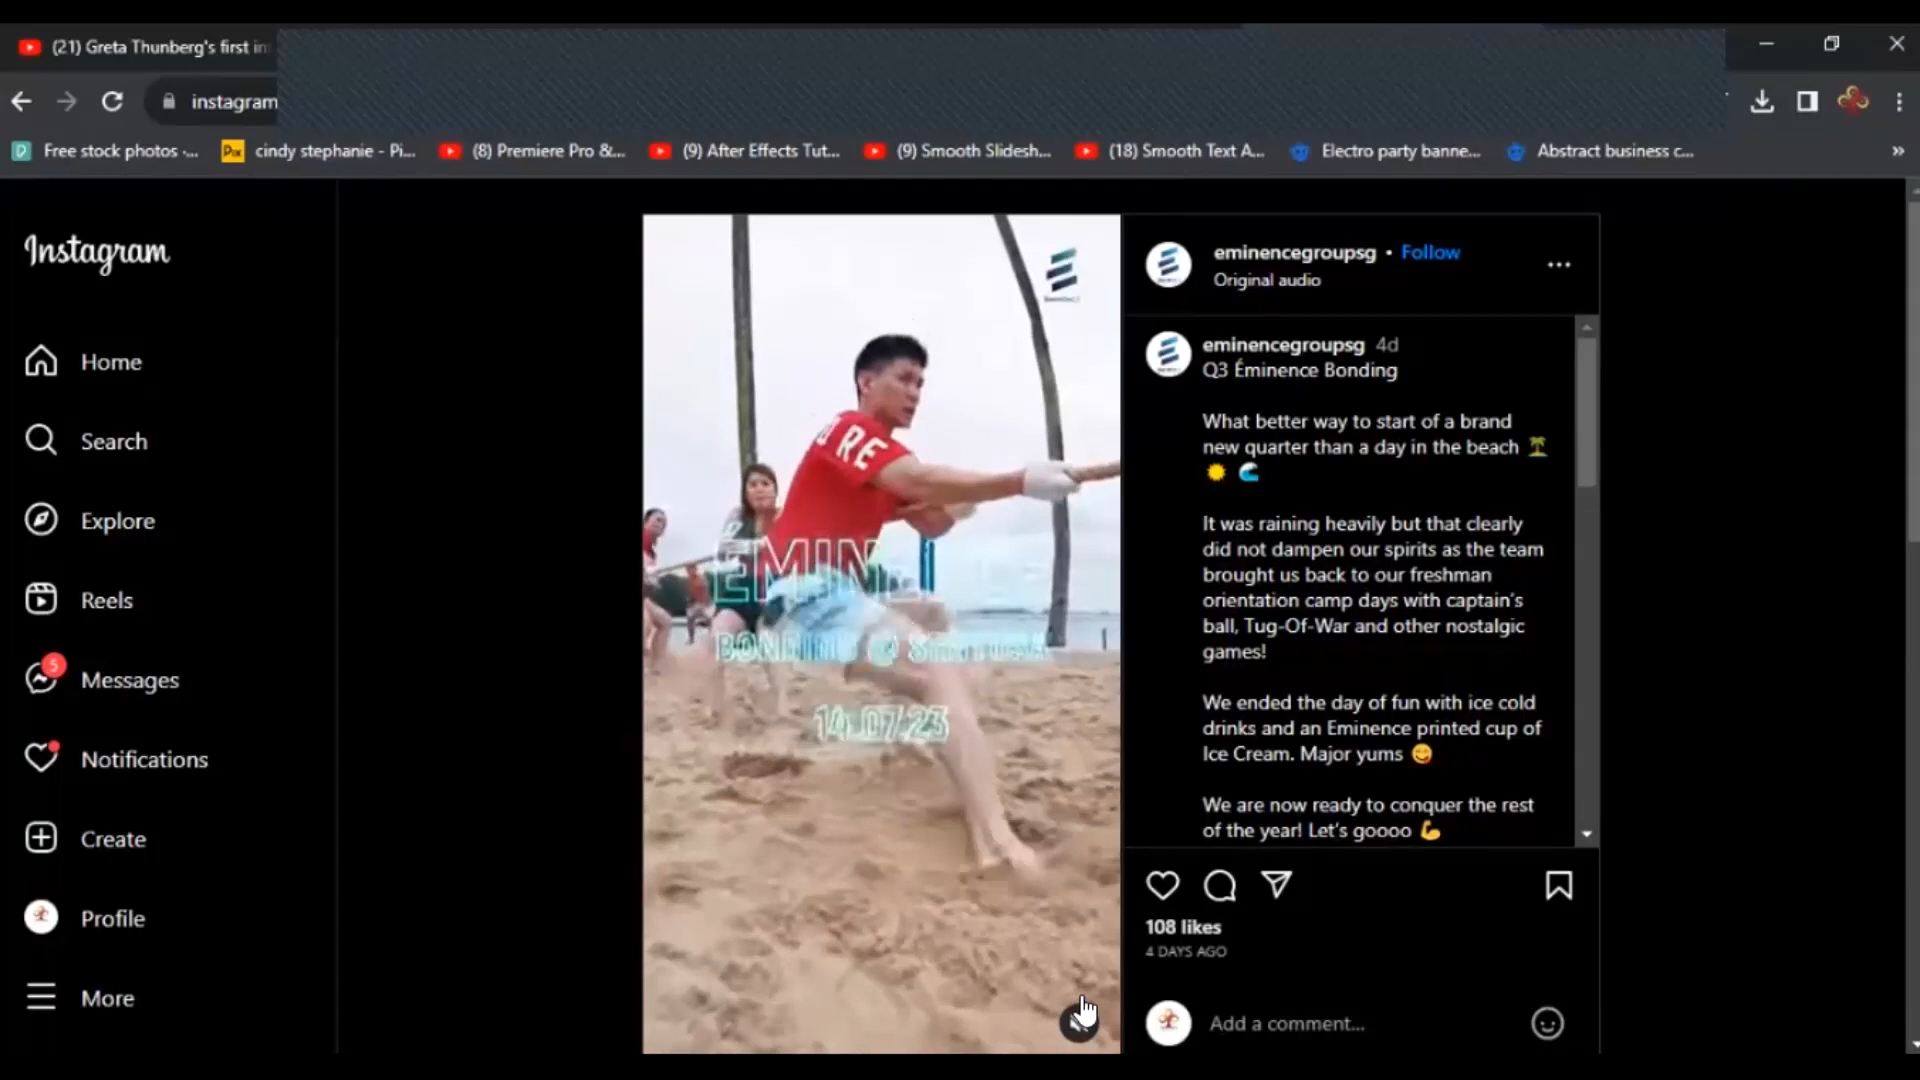 (21) Greta Thunberg's first in
instagram
Free stock photos -...
cindy stephanie - Pi...
(8) Premiere Pro &...
(9) After Effects Tut...
(9) Smooth Slidesh...
(18) Smooth Text A...
Electro party banne...
Abstract business c...
»
Instagram
Home
Search
Explore
Reels
5
Messages
Notifications
Create
Profile
More
ORE
BONDING @
14.07.23
eminencegroupsg • Follow
Original audio
eminencegroupsg 4d
Q3 Éminence Bonding
What better way to start of a brand
new quarter than a day in the beach 🏝️
☀️ 🌊
It was raining heavily but that clearly
did not dampen our spirits as the team
brought us back to our freshman
orientation camp days with captain's
ball, Tug-Of-War and other nostalgic
games!
We ended the day of fun with ice cold
drinks and an Eminence printed cup of
Ice Cream. Major yums 😋
We are now ready to conquer the rest
of the year! Let's goooo 💪
108 likes
4 DAYS AGO
Add a comment...